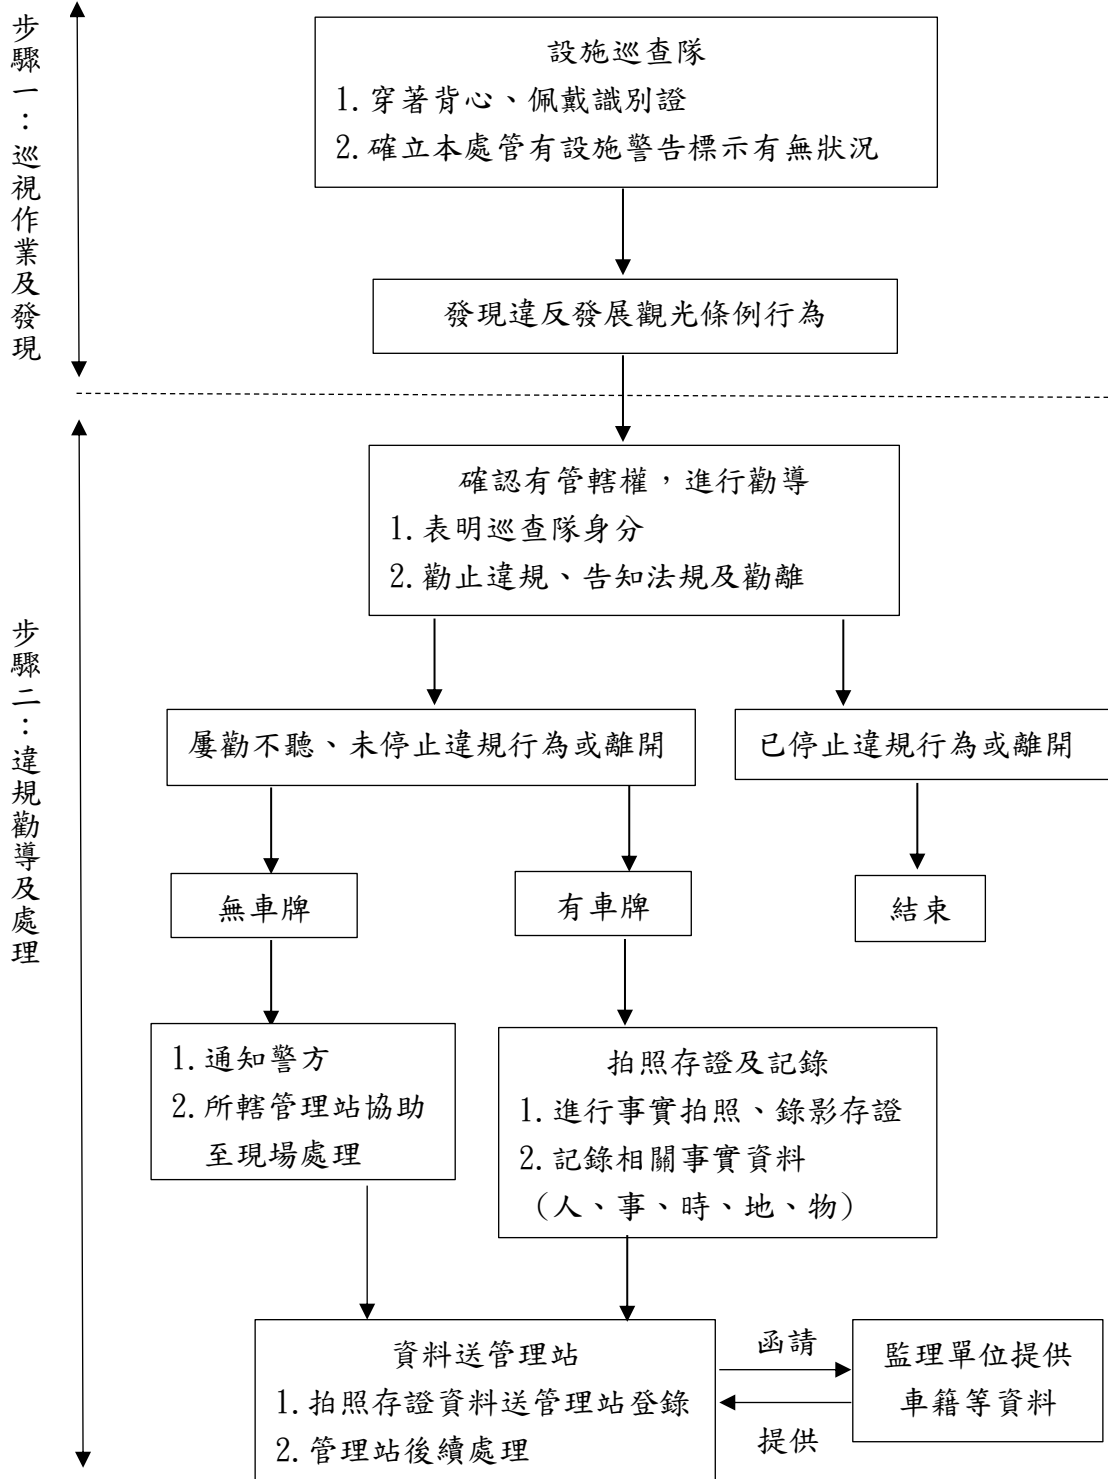 步驟一：巡視作業及發現
設施巡查隊
1.穿著背心、佩戴識別證
2.確立本處管有設施警告標示有無狀況
發現違反發展觀光條例行為
步驟二：違規勸導及處理
確認有管轄權，進行勸導
1.表明巡查隊身分
2.勸止違規、告知法規及勸離
屢勸不聽、未停止違規行為或離開
已停止違規行為或離開
無車牌
有車牌
結束
1.通知警方
2.所轄管理站協助
至現場處理
拍照存證及記錄
1.進行事實拍照、錄影存證
2.記錄相關事實資料
（人、事、時、地、物）
資料送管理站
1.拍照存證資料送管理站登錄
2.管理站後續處理
函請
提供
監理單位提供
車籍等資料